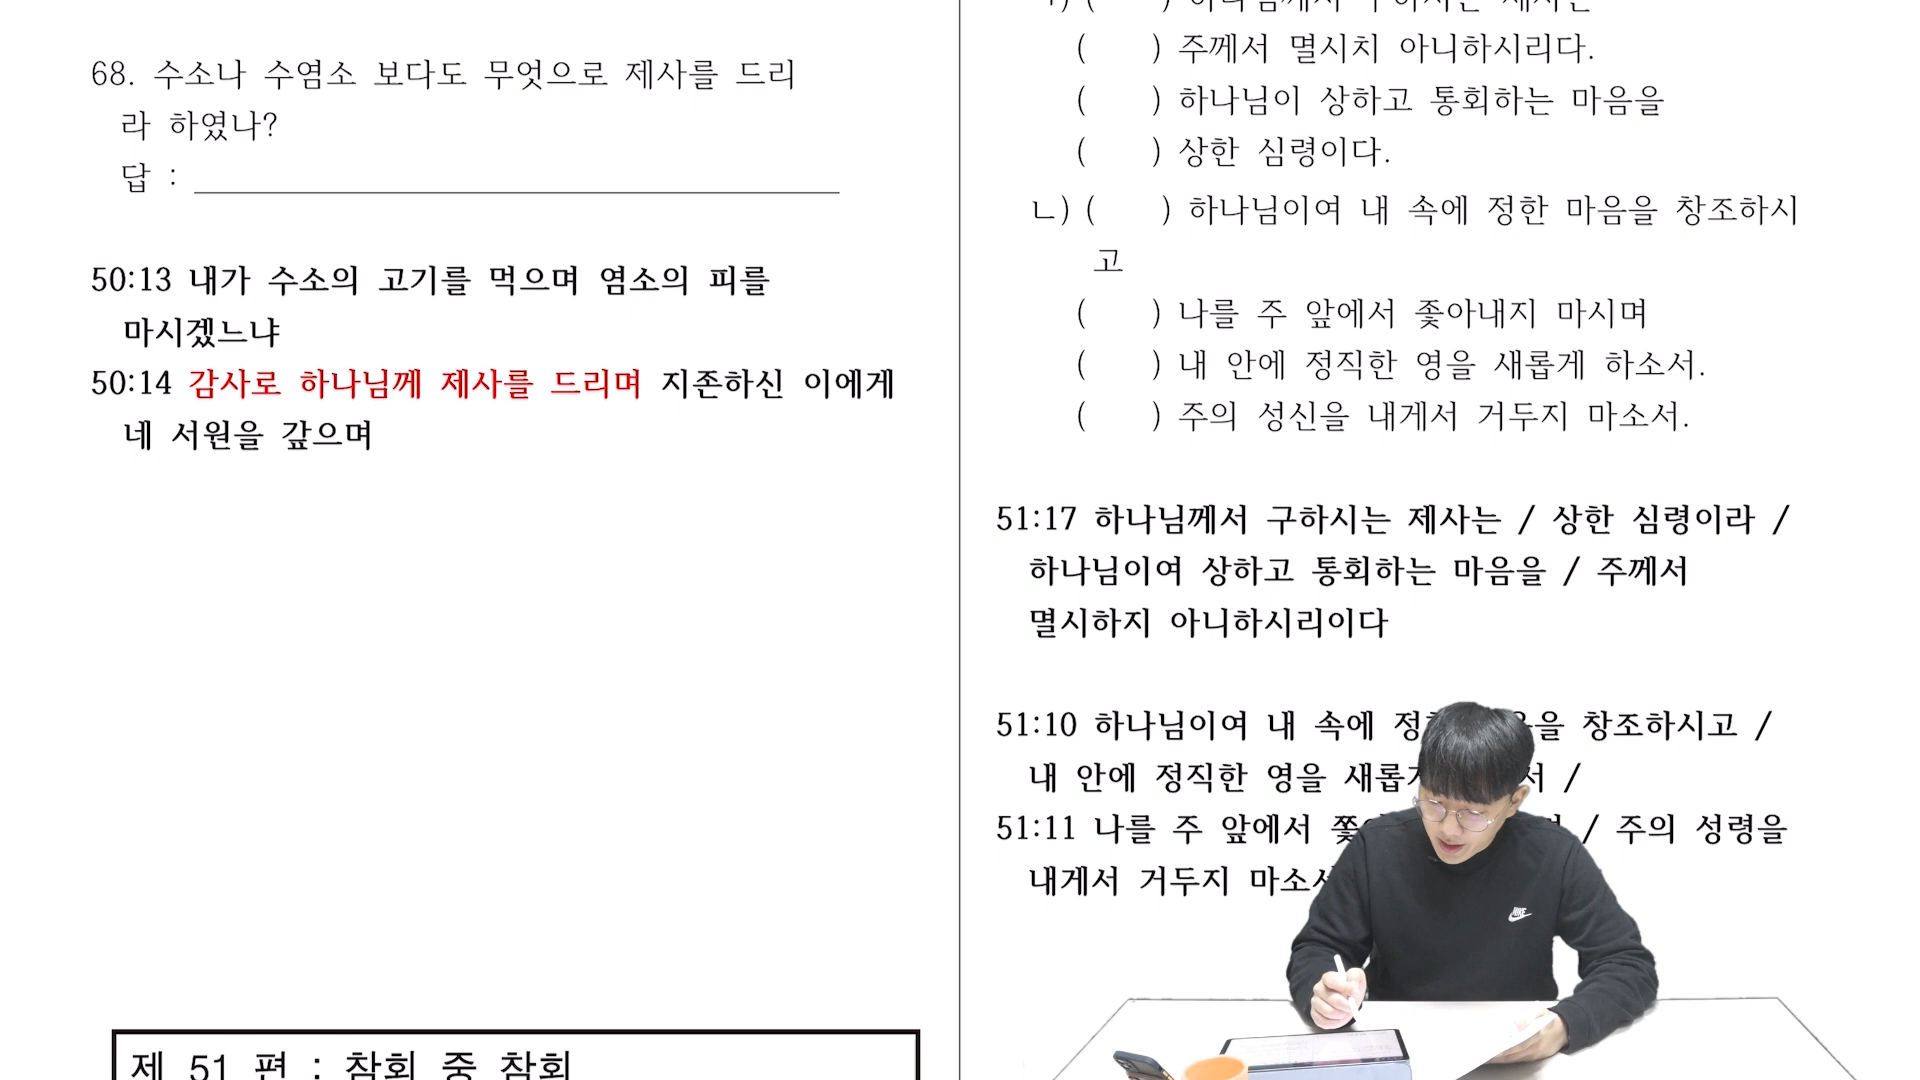 68. 수소나 수염소 보다도 무엇으로 제사를 드리
라 하였나?
답 :
50:13 내가 수소의 고기를 먹으며 염소의 피를
마시겠느냐
50:14 감사로 하나님께 제사를 드리며 지존하신 이에게
네 서원을 갚으며
제 51 편 : 참회 중 참회
( ) 주께서 멸시치 아니하시리다.
( ) 하나님이 상하고 통회하는 마음을
( ) 상한 심령이다.
ㄴ) ( ) 하나님이여 내 속에 정한 마음을 창조하시
고
( ) 나를 주 앞에서 좇아내지 마시며
( ) 내 안에 정직한 영을 새롭게 하소서.
( ) 주의 성신을 내게서 거두지 마소서.
51:17 하나님께서 구하시는 제사는 / 상한 심령이라 /
하나님이여 상하고 통회하는 마음을 / 주께서
멸시하지 아니하시리이다
51:10 하나님이여 내 속에 창조하시고 /
내 안에 정직한 영을 /
51:11 나를 주 앞에서 / 주의 성령을
내게서 거두지
NIKE